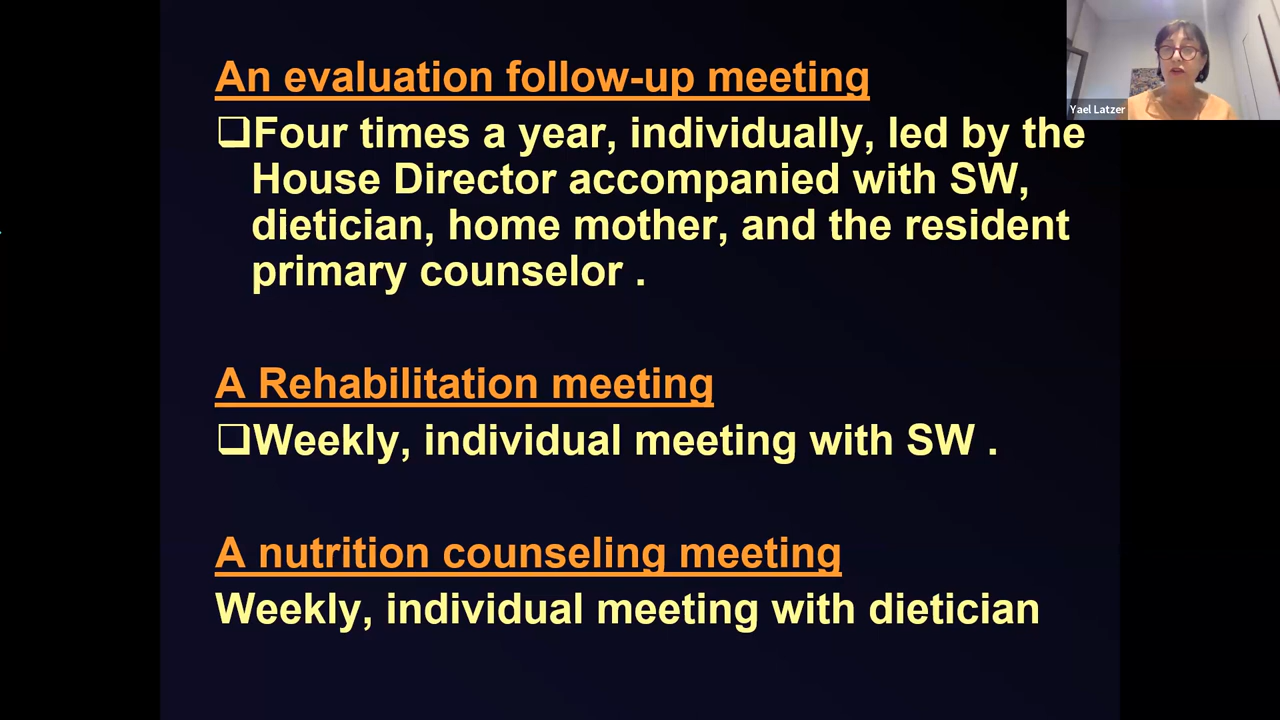 An evaluation follow-up meeting
❑Four times a year, individually, led by the
House Director accompanied with SW,
dietician, home mother, and the resident
primary counselor .
A Rehabilitation meeting
❑Weekly, individual meeting with SW .
A nutrition counseling meeting
Weekly, individual meeting with dietician
Yael Latzer